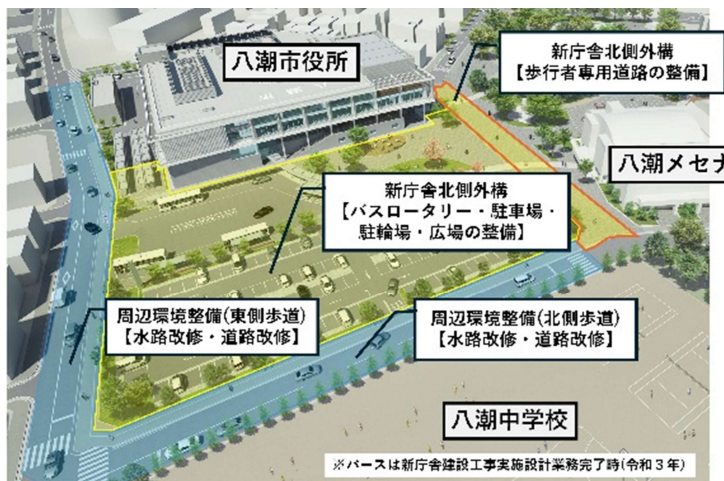 八潮市役所
新庁舎北側外構
【歩行者専用道路の整備】
八潮メセナ
新庁舎北側外構
【バスロータリー・駐車場・
駐輪場・広場の整備】
周辺環境整備(東側歩道)
【水路改修・道路改修】
周辺環境整備(北側歩道)
【水路改修・道路改修】
八潮中学校
※パースは新庁舎建設工事実施設計業務完了時(令和3年)